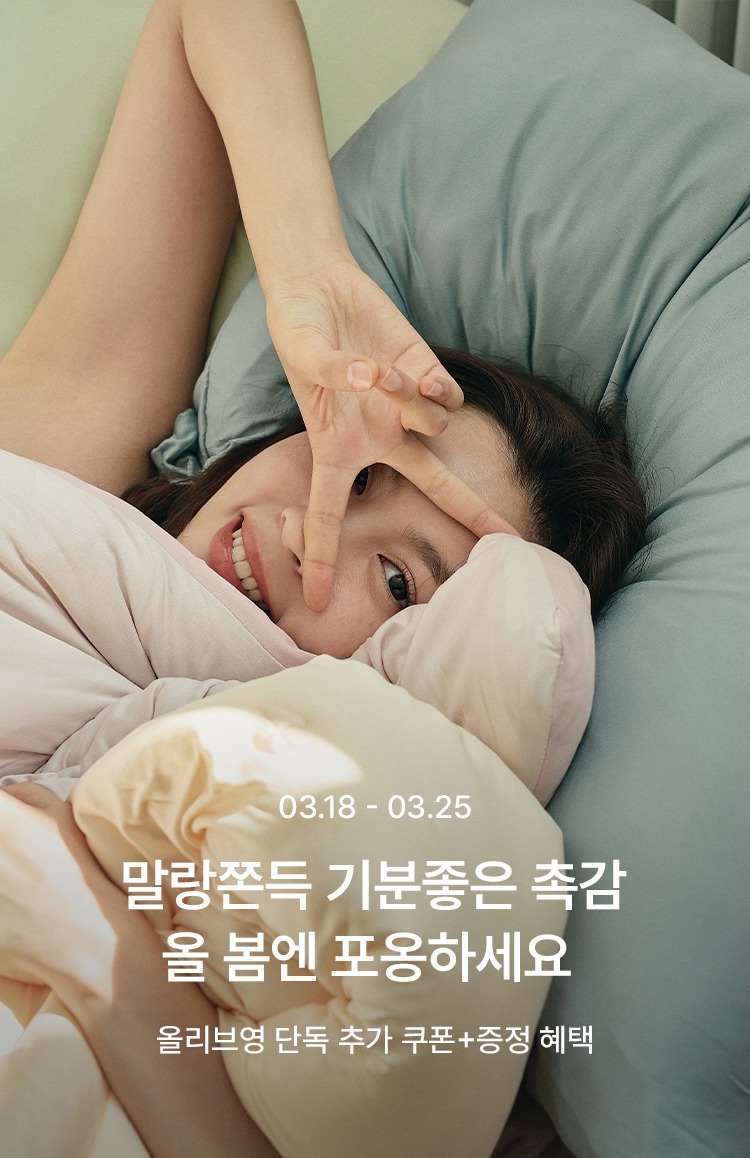 03.18 - 03.25
말랑쫀득 기분좋은 촉감
올 봄엔 포옹하세요
올리브영 단독 추가 쿠폰+증정 혜택